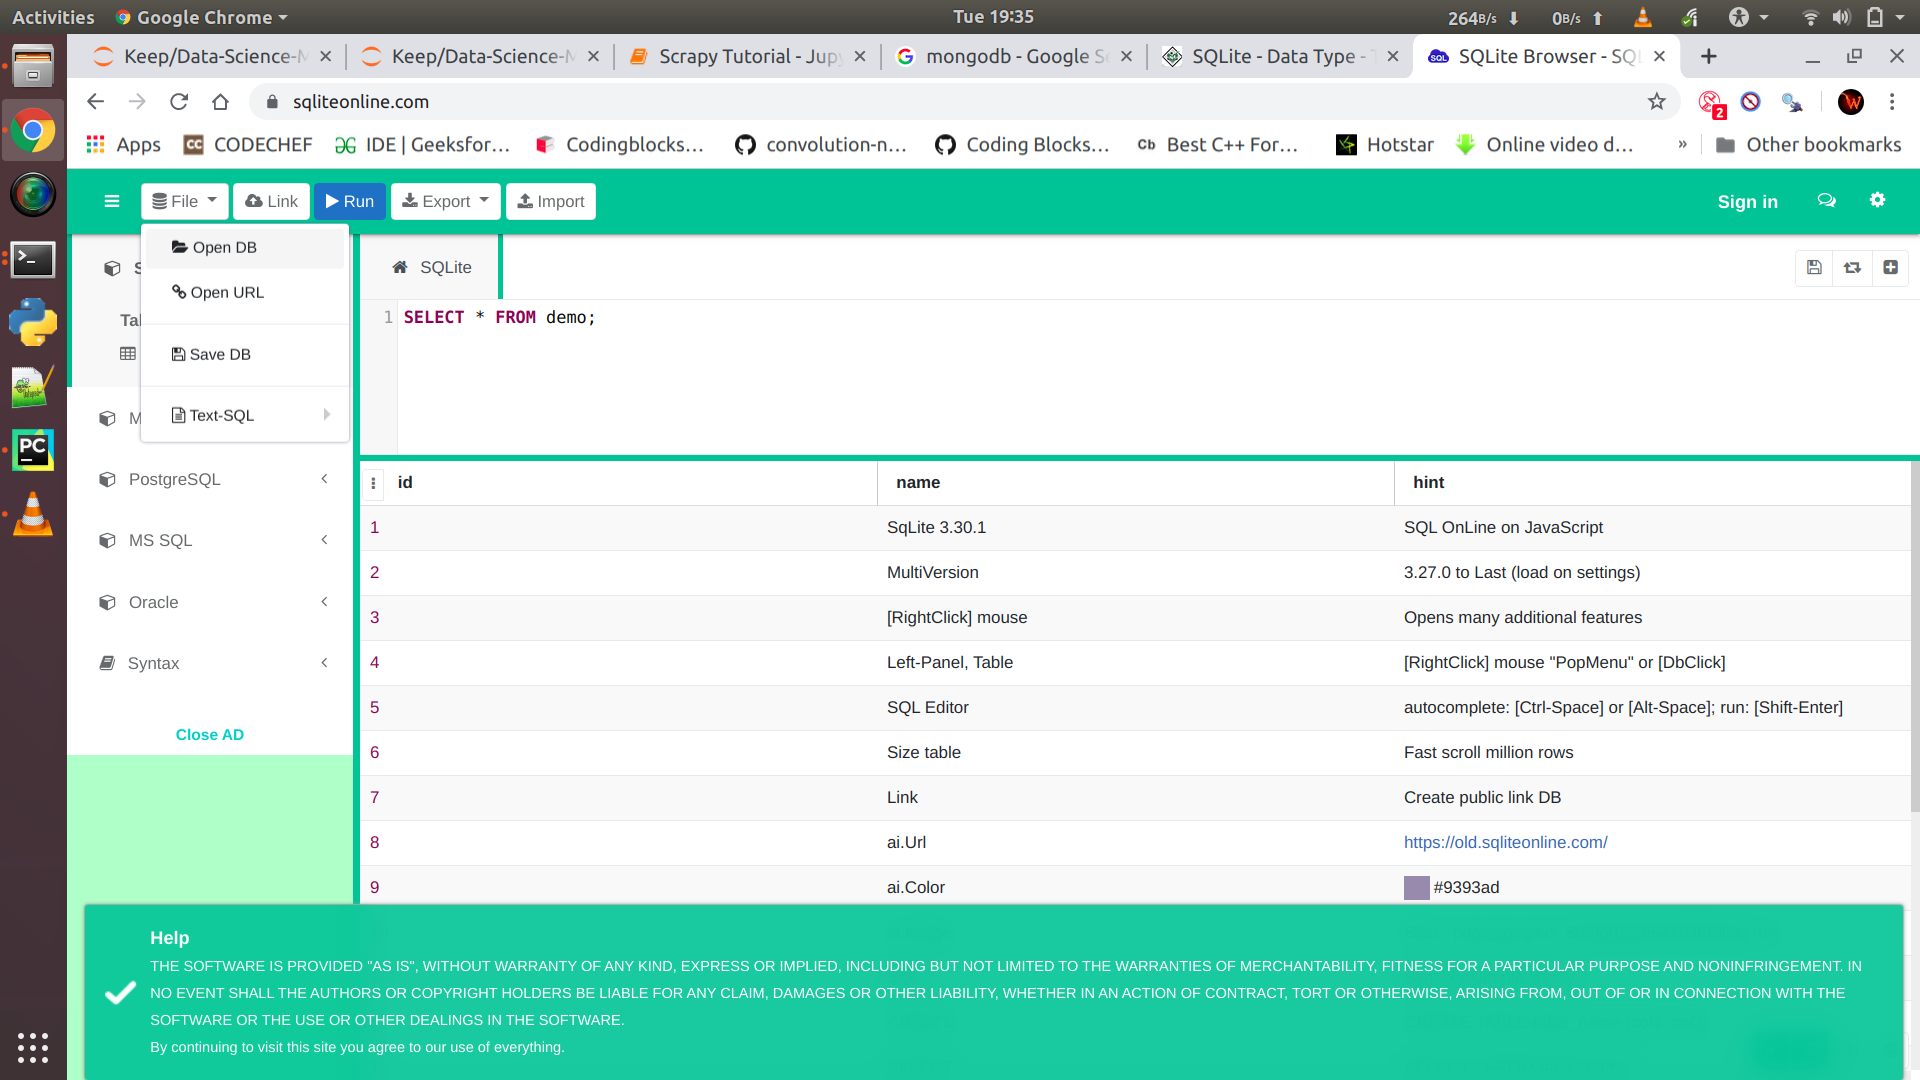 Activities Google Chrome Tue 19:35 264B/s 0B/s
Keep/Data-Science-M Keep/Data-Science-M Scrapy Tutorial - Jupy mongodb - Google Se SQLite - Data Type - T SQLite Browser - SQL
sqliteonline.com 2
Apps CODECHEF IDE | Geeksfor... Codingblocks... convolution-n... Coding Blocks... Cb Best C++ For... Hotstar Online video d... » Other bookmarks
File Link Run Export Import Sign in
Open DB
Open URL
Save DB
Text-SQL
PostgreSQL
MS SQL
Oracle
Syntax
Close AD
SQLite
1 SELECT * FROM demo;
id name hint
1 SqLite 3.30.1 SQL OnLine on JavaScript
2 MultiVersion 3.27.0 to Last (load on settings)
3 [RightClick] mouse Opens many additional features
4 Left-Panel, Table [RightClick] mouse "PopMenu" or [DbClick]
5 SQL Editor autocomplete: [Ctrl-Space] or [Alt-Space]; run: [Shift-Enter]
6 Size table Fast scroll million rows
7 Link Create public link DB
8 ai.Url https://old.sqliteonline.com/
9 ai.Color #9393ad
Help
THE SOFTWARE IS PROVIDED "AS IS", WITHOUT WARRANTY OF ANY KIND, EXPRESS OR IMPLIED, INCLUDING BUT NOT LIMITED TO THE WARRANTIES OF MERCHANTABILITY, FITNESS FOR A PARTICULAR PURPOSE AND NONINFRINGEMENT. IN
NO EVENT SHALL THE AUTHORS OR COPYRIGHT HOLDERS BE LIABLE FOR ANY CLAIM, DAMAGES OR OTHER LIABILITY, WHETHER IN AN ACTION OF CONTRACT, TORT OR OTHERWISE, ARISING FROM, OUT OF OR IN CONNECTION WITH THE
SOFTWARE OR THE USE OR OTHER DEALINGS IN THE SOFTWARE.
By continuing to visit this site you agree to our use of everything.